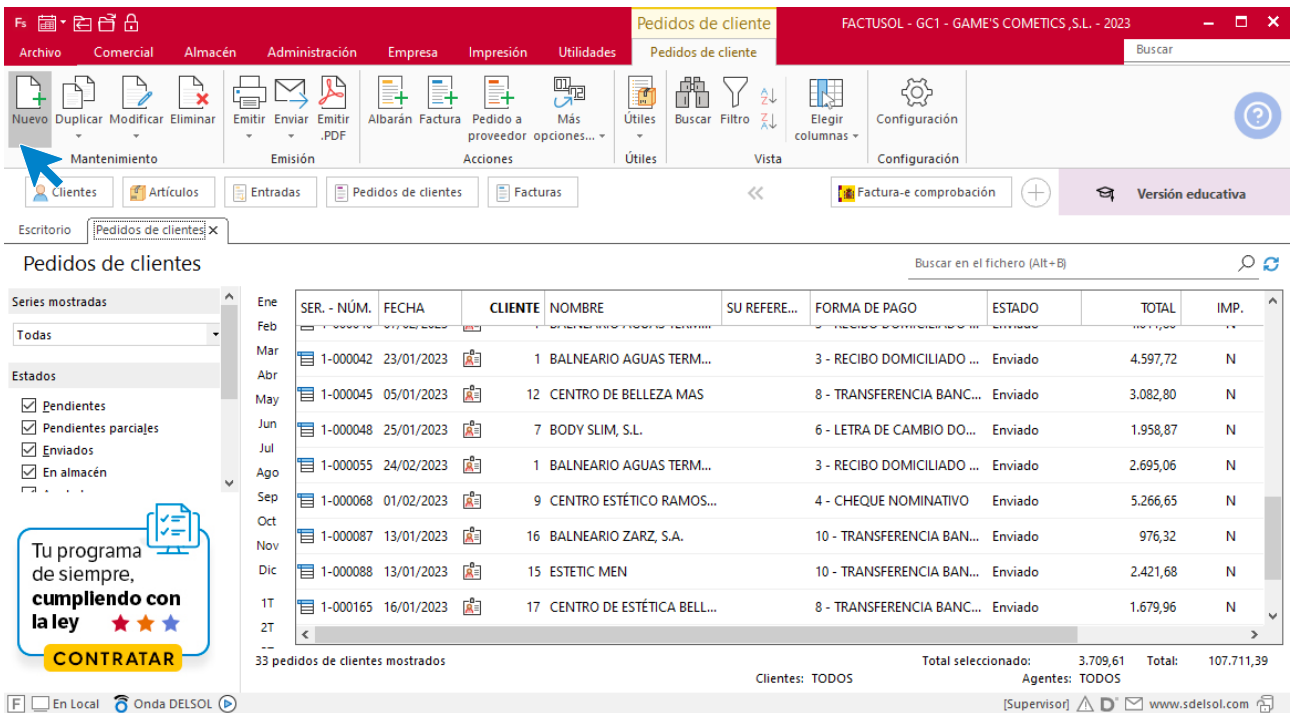 Fs Pedidos de cliente FACTUSOL - GC1 - GAME'S COMETICS ,S.L. - 2023
Archivo Comercial Almacén Administración Empresa Impresión Utilidades Pedidos de cliente Buscar
Nuevo Duplicar Modificar Eliminar Emitir Enviar Emitir .PDF Albarán Factura Pedido a proveedor Más opciones... Útiles Buscar Filtro Elegir columnas Configuración
Mantenimiento Emisión Acciones Útiles Vista Configuración
Clientes Artículos Entradas Pedidos de clientes Facturas Factura-e comprobación Versión educativa
Escritorio Pedidos de clientes
Pedidos de clientes Buscar en el fichero (Alt+B)
Series mostradas
Todas
Estados
Pendientes
Pendientes parciales
Enviados
En almacén
Tu programa
de siempre,
cumpliendo con
la ley
CONTRATAR
Ene
Feb
Mar
Abr
May
Jun
Jul
Ago
Sep
Oct
Nov
Dic
1T
2T
SER. - NÚM. FECHA CLIENTE NOMBRE SU REFERE... FORMA DE PAGO ESTADO TOTAL IMP.
1-000042 23/01/2023 1 BALNEARIO AGUAS TERM... 3 - RECIBO DOMICILIADO ... Enviado 4.597,72 N
1-000045 05/01/2023 12 CENTRO DE BELLEZA MAS 8 - TRANSFERENCIA BANC... Enviado 3.082,80 N
1-000048 25/01/2023 7 BODY SLIM, S.L. 6 - LETRA DE CAMBIO DO... Enviado 1.958,87 N
1-000055 24/02/2023 1 BALNEARIO AGUAS TERM... 3 - RECIBO DOMICILIADO ... Enviado 2.695,06 N
1-000068 01/02/2023 9 CENTRO ESTÉTICO RAMOS... 4 - CHEQUE NOMINATIVO Enviado 5.266,65 N
1-000087 13/01/2023 16 BALNEARIO ZARZ, S.A. 10 - TRANSFERENCIA BAN... Enviado 976,32 N
1-000088 13/01/2023 15 ESTETIC MEN 10 - TRANSFERENCIA BAN... Enviado 2.421,68 N
1-000165 16/01/2023 17 CENTRO DE ESTÉTICA BELL... 8 - TRANSFERENCIA BANC... Enviado 1.679,96 N
33 pedidos de clientes mostrados Total seleccionado: 3.709,61 Total: 107.711,39
Clientes: TODOS Agentes: TODOS
F En Local Onda DELSOL [Supervisor] D www.sdelsol.com